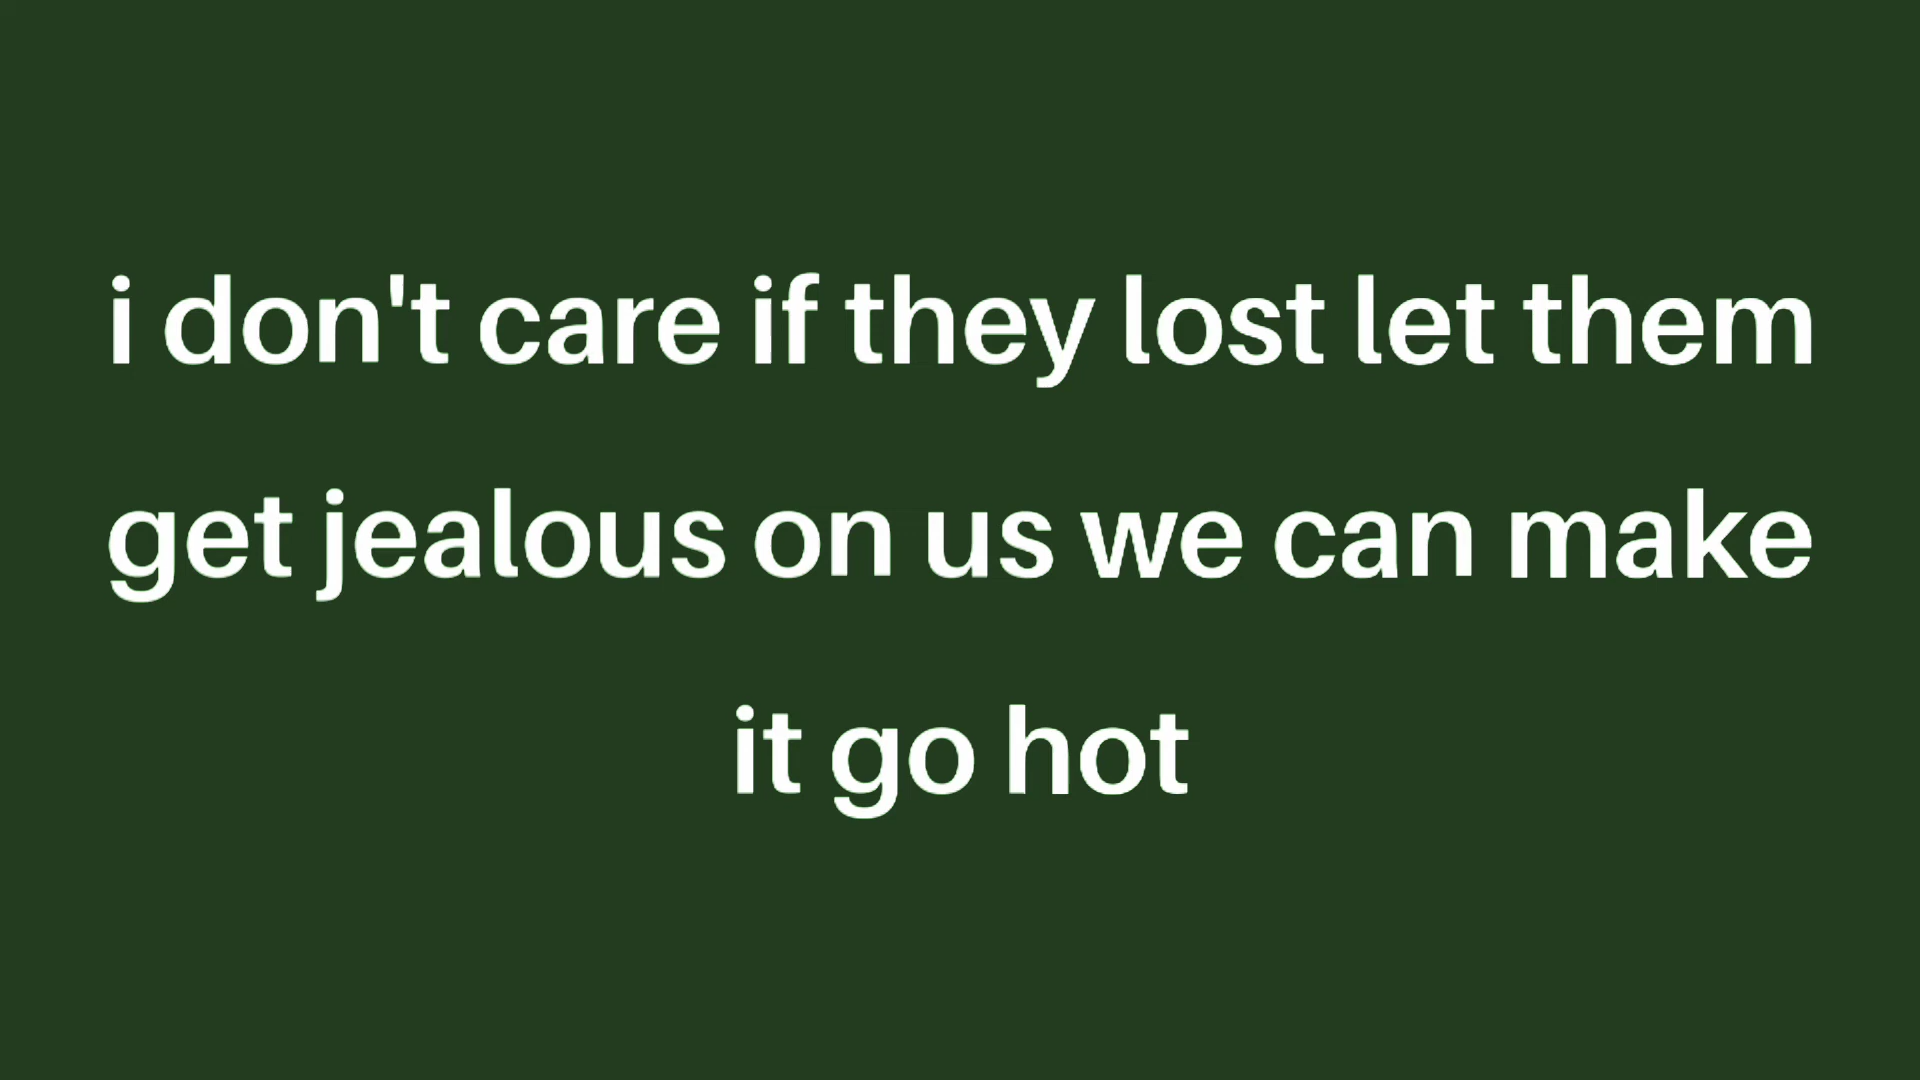 i don't care if they lost let them
get jealous on us we can make
it go hot